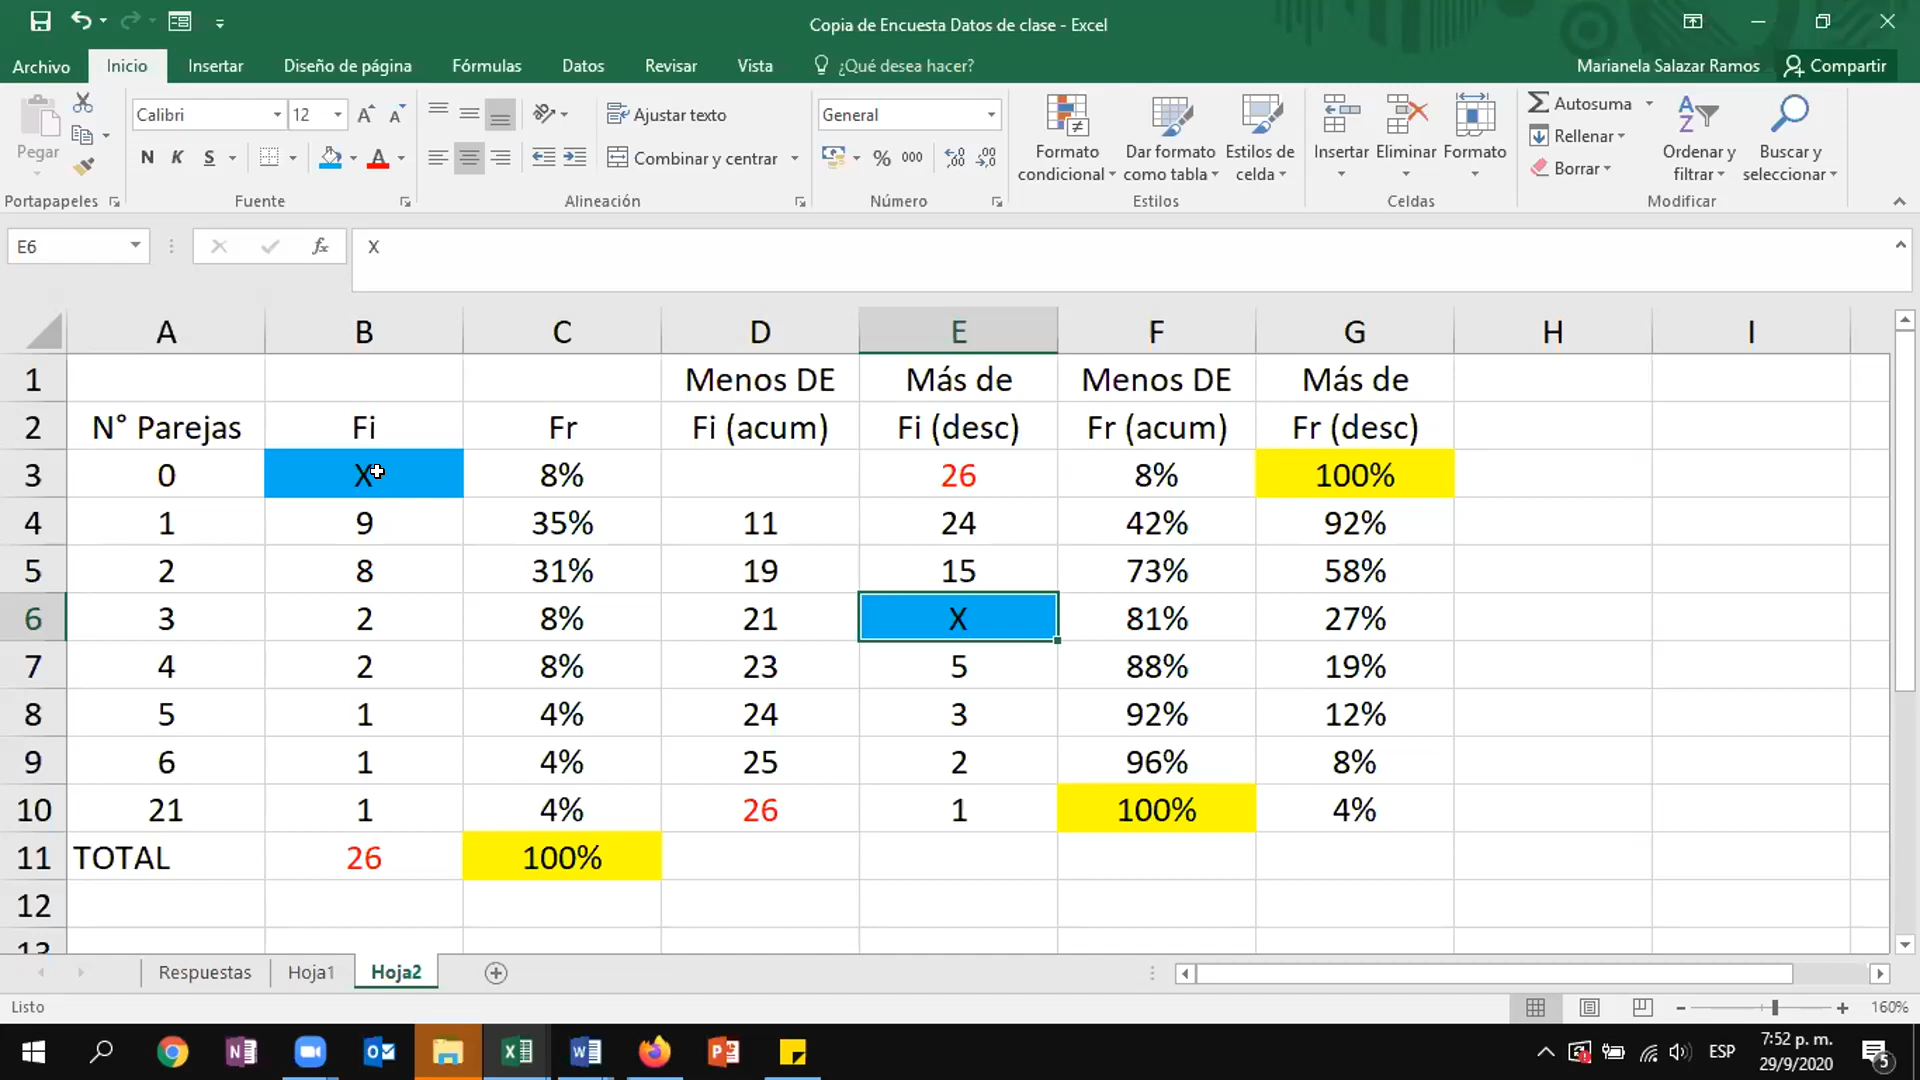 Copia de Encuesta Datos de clase - Excel
Archivo Inicio Insertar Diseño de página Fórmulas Datos Revisar Vista ¿Qué desea hacer? Marianela Salazar Ramos Compartir
Pegar
Calibri 12
N K S
Ajustar texto
Combinar y centrar
General
% 000
Formato condicional
Dar formato como tabla
Estilos de celda
Insertar
Eliminar
Formato
Autosuma
Rellenar
Borrar
Ordenar y filtrar
Buscar y seleccionar
Portapapeles Fuente Alineación Número Estilos Celdas Modificar
E6 fx X
A B C D E F G H I
1 Menos DE Más de Menos DE Más de
2 N° Parejas Fi Fr Fi (acum) Fi (desc) Fr (acum) Fr (desc)
3 0 X 8% 26 8% 100%
4 1 9 35% 11 24 42% 92%
5 2 8 31% 19 15 73% 58%
6 3 2 8% 21 X 81% 27%
7 4 2 8% 23 5 88% 19%
8 5 1 4% 24 3 92% 12%
9 6 1 4% 25 2 96% 8%
10 21 1 4% 26 1 100% 4%
11 TOTAL 26 100%
12
13
Respuestas Hoja1 Hoja2
Listo 160%
ESP 7:52 p. m.
29/9/2020
5